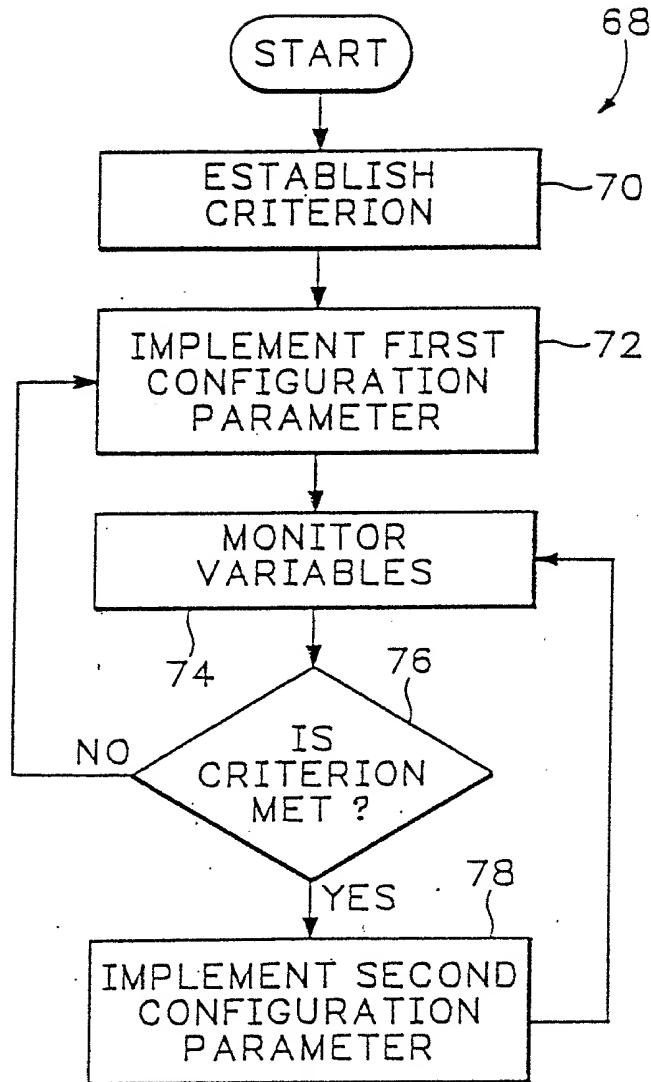 68
START
ESTABLISH
CRITERION
70
IMPLEMENT FIRST
CONFIGURATION
PARAMETER
72
MONITOR
VARIABLES
74
76
IS
CRITERION
MET ?
NO
YES
78
IMPLEMENT SECOND
CONFIGURATION
PARAMETER